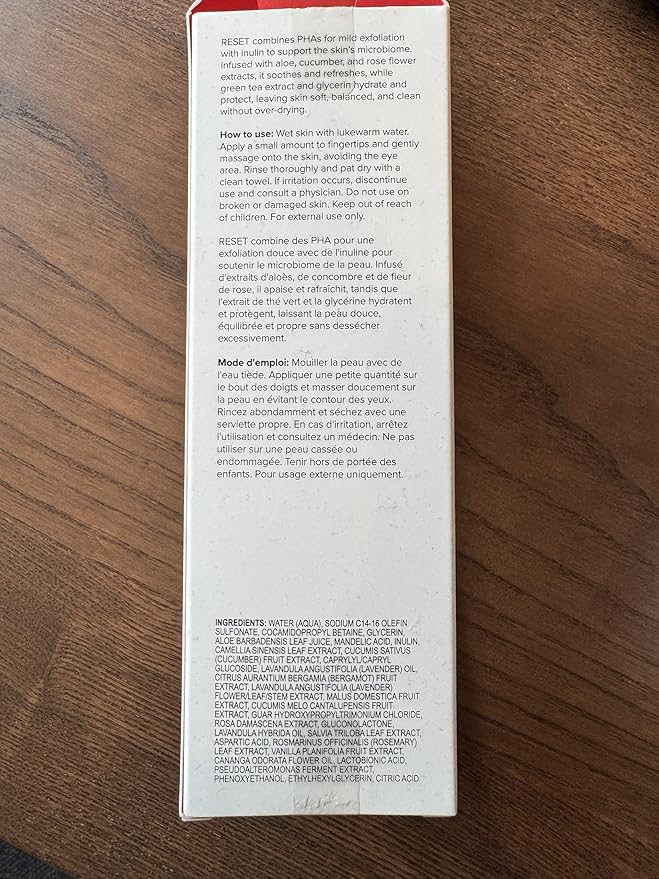 RESET combines PHAs for mild exfoliation
with inulin to support the skin's microbiome.
Infused with aloe, cucumber, and rose flower
extracts, it soothes and refreshes, while
green tea extract and glycerin hydrate and
protect, leaving skin soft, balanced, and clean
without over-drying.
How to use: Wet skin with lukewarm water.
Apply a small amount to fingertips and gently
massage onto the skin, avoiding the eye
area. Rinse thoroughly and pat dry with a
clean towel. If irritation occurs, discontinue
use and consult a physician. Do not use on
broken or damaged skin. Keep out of reach
of children. For external use only.
RESET combine des PHA pour une
exfoliation douce avec de l'inuline pour
soutenir le microbiome de la peau. Infusé
d'extraits d'aloès, de concombre et de fleur
de rose, il apaise et rafraîchit, tandis que
l'extrait de thé vert et la glycérine hydratent
et protègent, laissant la peau douce,
équilibrée et propre sans dessécher
excessivement.
Mode d'emploi: Mouiller la peau avec de
l'eau tiède. Appliquer une petite quantité sur
le bout des doigts et masser doucement sur
la peau en évitant le contour des yeux.
Rincez abondamment et séchez avec une
serviette propre. En cas d'irritation, arrêtez
l'utilisation et consultez un médecin. Ne pas
utiliser sur une peau cassée ou
endommagée. Tenir hors de portée des
enfants. Pour usage externe uniquement.
INGREDIENTS: WATER (AQUA), SODIUM C14-16 OLEFIN
SULFONATE, COCAMIDOPROPYL BETAINE, GLYCERIN,
ALOE BARBADENSIS LEAF JUICE, MANDELIC ACID, INULIN,
CAMELLIA SINENSIS LEAF EXTRACT, CUCUMIS SATIVUS
(CUCUMBER) FRUIT EXTRACT, CAPRYLYL/CAPRYL
GLUCOSIDE, LAVANDULA ANGUSTIFOLIA (LAVENDER) OIL,
CITRUS AURANTIUM BERGAMIA (BERGAMOT) FRUIT
EXTRACT, LAVANDULA ANGUSTIFOLIA (LAVENDER)
FLOWER/LEAF/STEM EXTRACT, MALUS DOMESTICA FRUIT
EXTRACT, CUCUMIS MELO CANTALUPENSIS FRUIT
EXTRACT, GUAR HYDROXYPROPYLTRIMONIUM CHLORIDE,
ROSA DAMASCENA EXTRACT, GLUCONOLACTONE,
LAVANDULA HYBRIDA OIL, SALVIA TRILOBA LEAF EXTRACT,
ASPARTIC ACID, ROSMARINUS OFFICINALIS (ROSEMARY)
LEAF EXTRACT, VANILLA PLANIFOLIA FRUIT EXTRACT,
CANANGA ODORATA FLOWER OIL, LACTOBIONIC ACID,
PSEUDOALTEROMONAS FERMENT EXTRACT,
PHENOXYETHANOL, ETHYLHEXYLGLYCERIN, CITRIC ACID